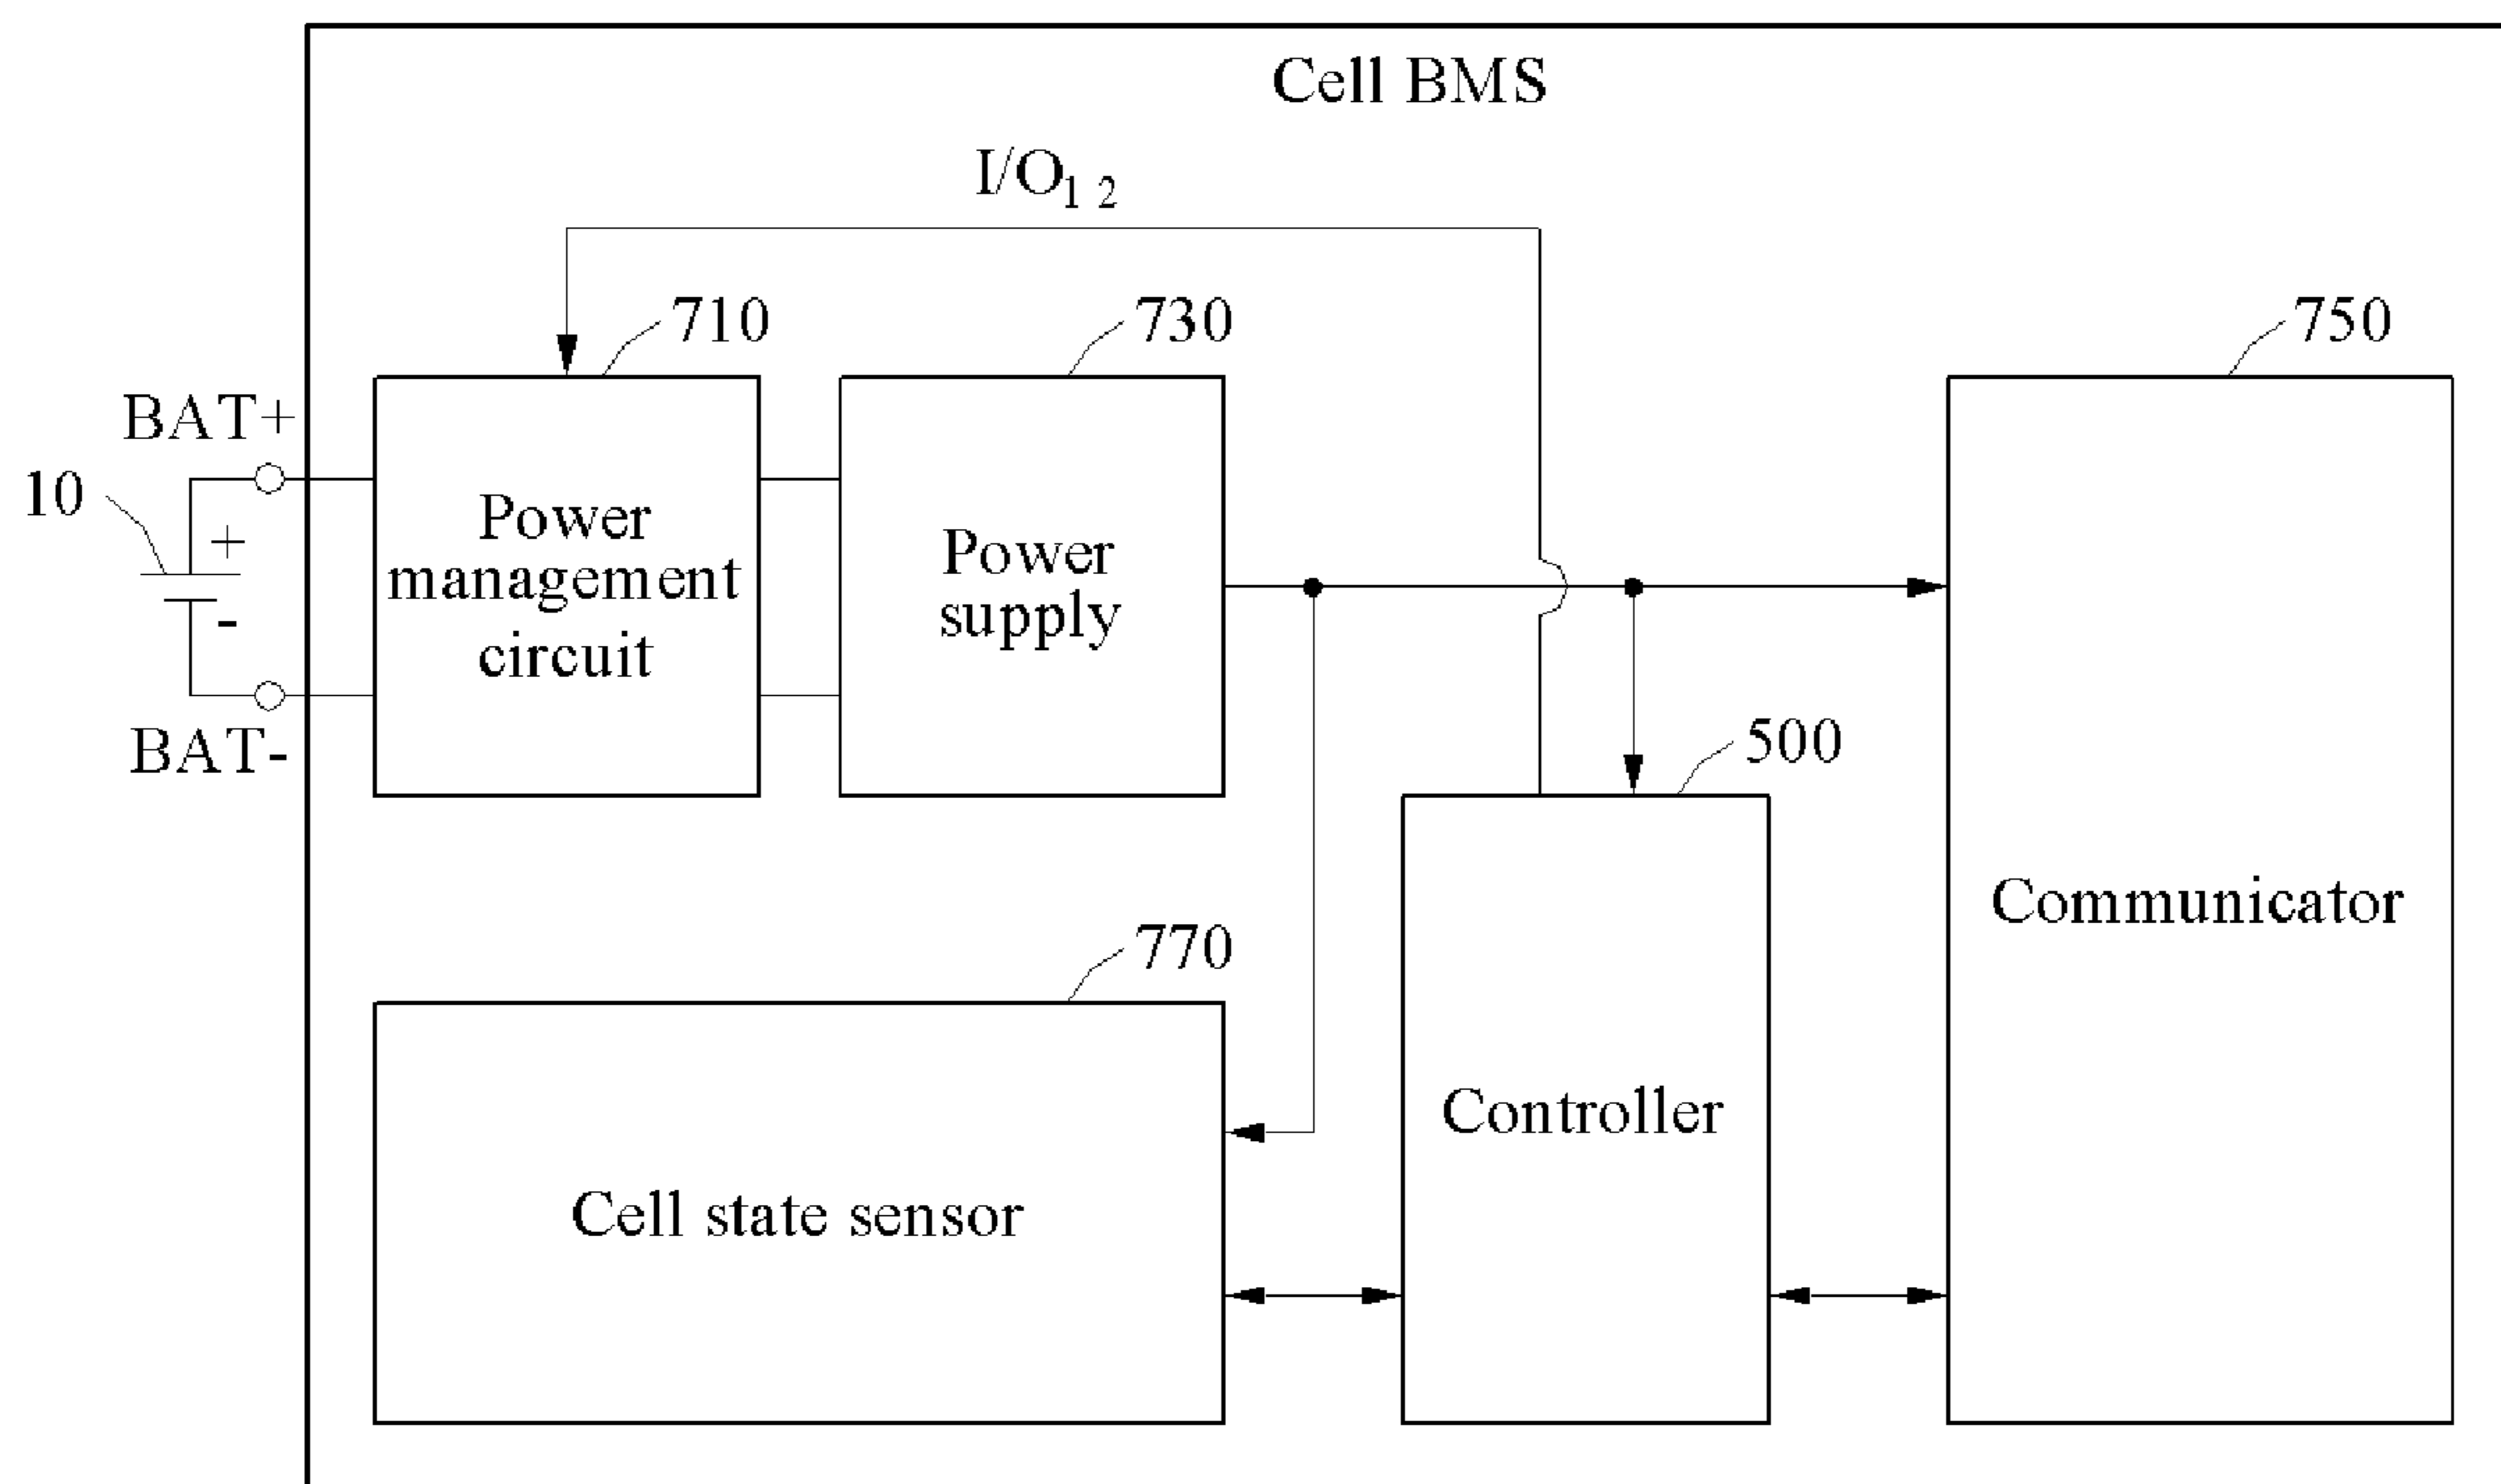 Cell BMS
I/O1 2
710
730
750
BAT+
10
+
-
BAT-
Power
management
circuit
Power
supply
500
Communicator
770
Controller
Cell state sensor